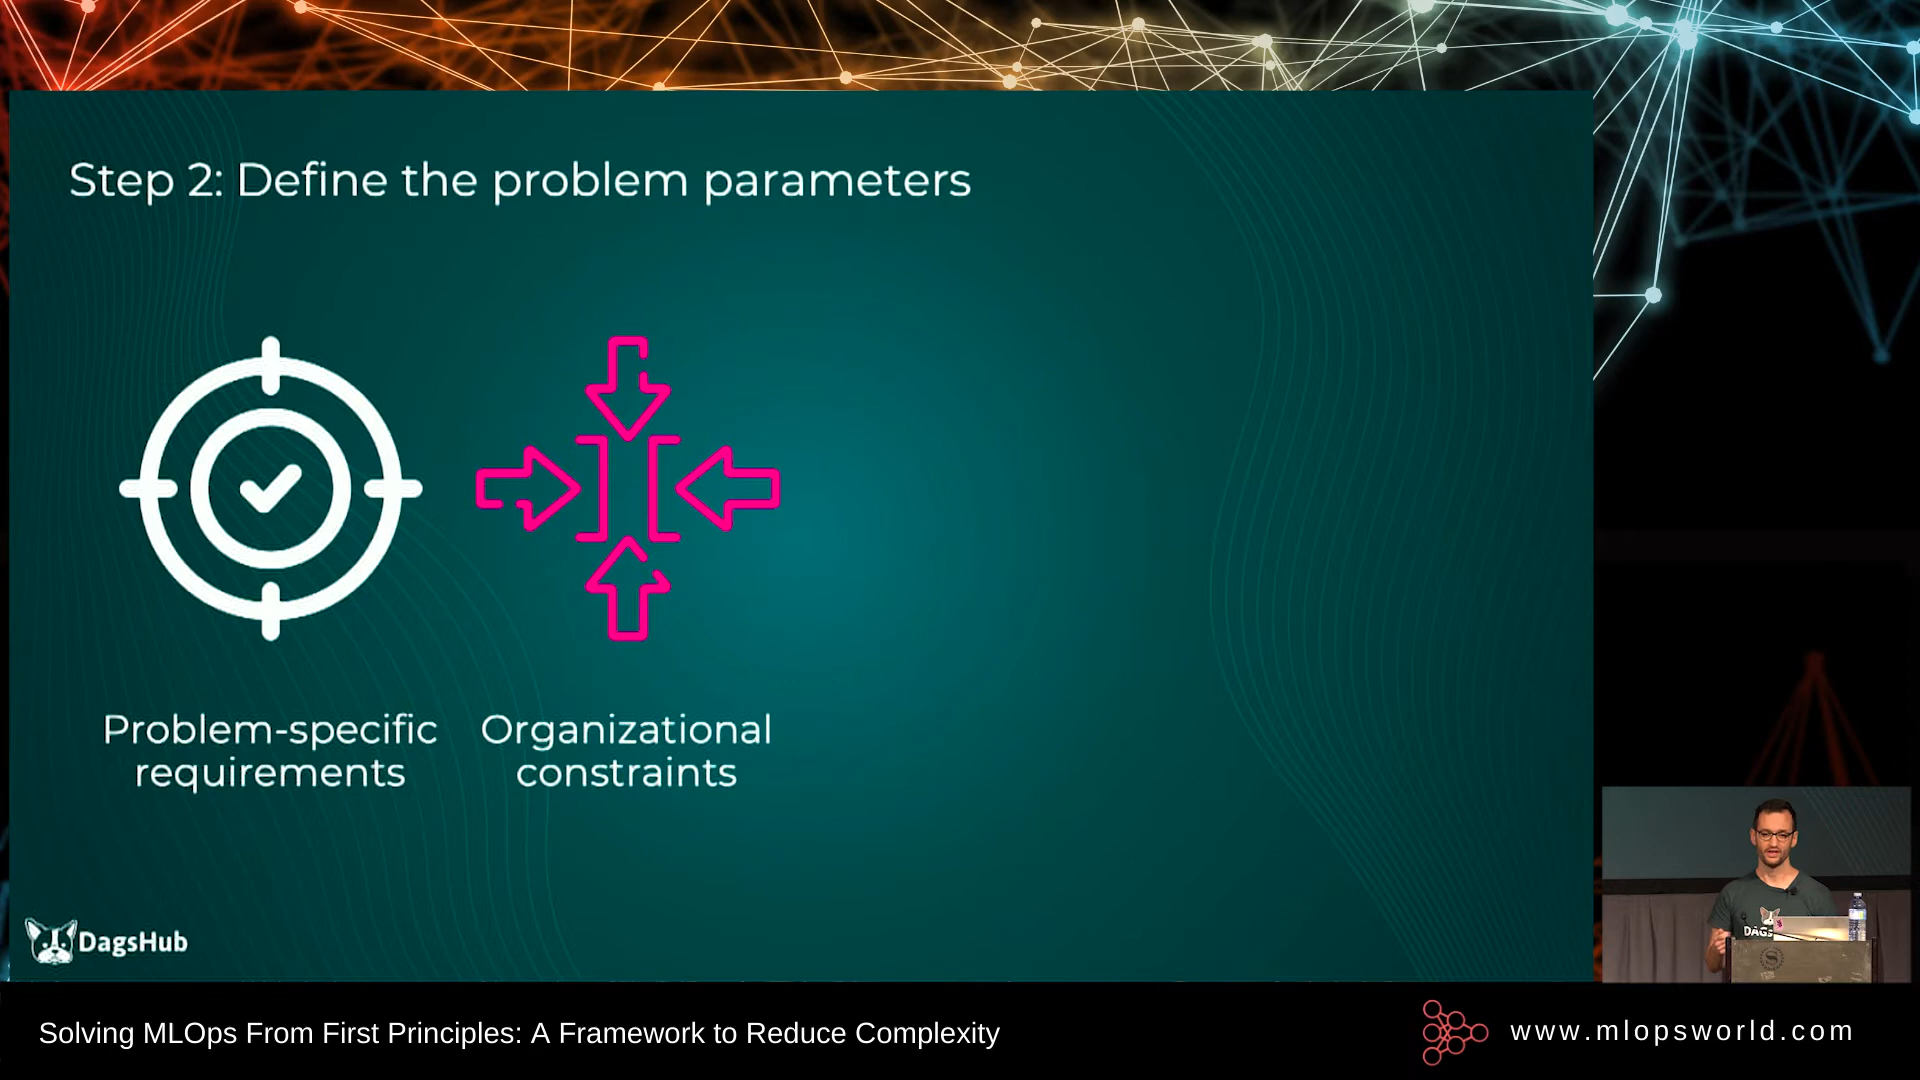 Step 2: Define the problem parameters
Problem-specific
requirements
Organizational
constraints
DagsHub
DAGS
Solving MLOps From First Principles: A Framework to Reduce Complexity
www.mlopsworld.com